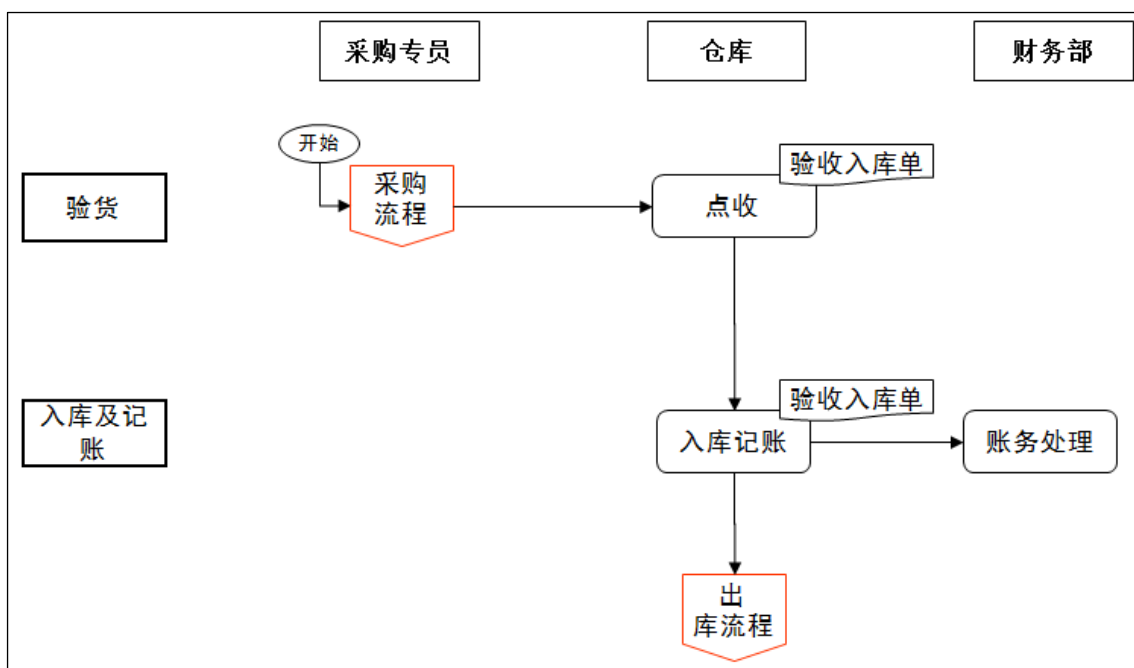 采购专员
仓库
财务部
开始
验收入库单
验货
采购
流程
点收
验收入库单
入库及记
账
入库记账
账务处理
出
库流程